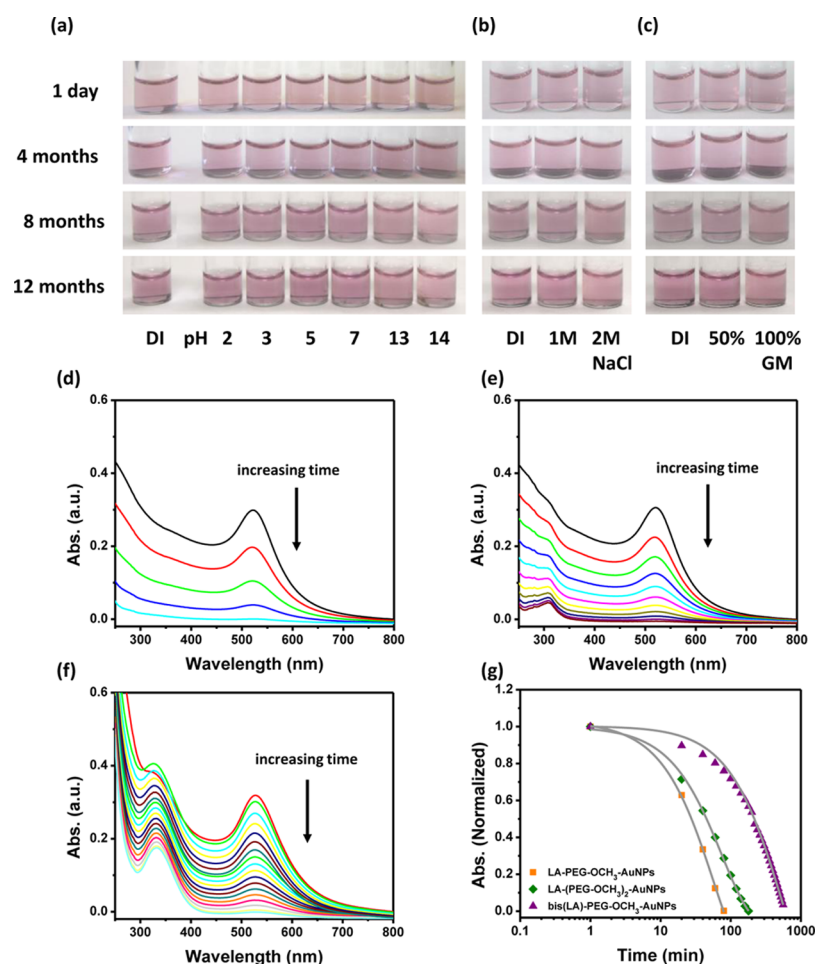 (a) (b) (c)
1 day
4 months
8 months
12 months
DI pH 2 3 5 7 13 14 DI 1M 2M DI 50% 100%
NaCl GM
(d)
0.6
0.4
0.2
0.0
Abs. (a.u.)
increasing time
300 400 500 600 700 800
Wavelength (nm)
(e)
0.6
0.4
0.2
0.0
Abs. (a.u.)
increasing time
300 400 500 600 700 800
Wavelength (nm)
(f)
0.6
0.4
0.2
0.0
Abs. (a.u.)
increasing time
300 400 500 600 700 800
Wavelength (nm)
(g)
1.2
1.0
0.8
0.6
0.4
0.2
0.0
Abs. (Normalized)
LA-PEG-OCH3-AuNPs
LA-(PEG-OCH3)2-AuNPs
bis(LA)-PEG-OCH3-AuNPs
0.1 1 10 100 1000
Time (min)